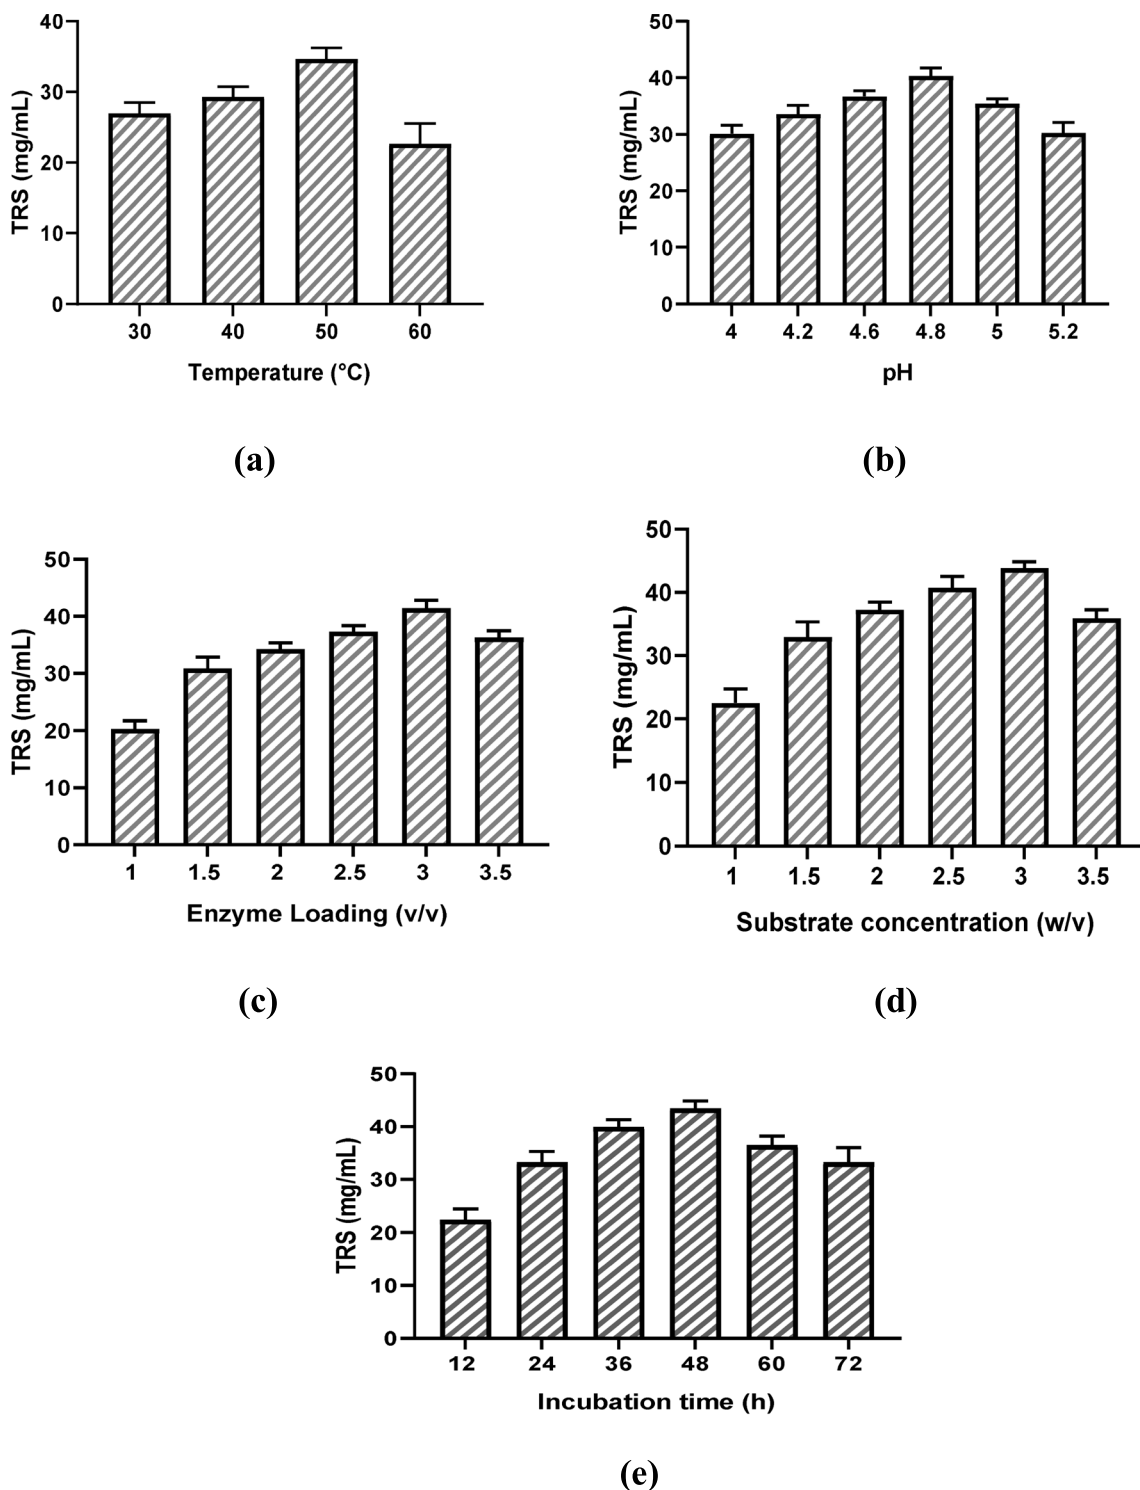 40
30
20
10
0
TRS (mg/mL)
30 40 50 60
Temperature (°C)
(a)
50
40
30
20
10
0
TRS (mg/mL)
4 4.2 4.6 4.8 5 5.2
pH
(b)
50
40
30
20
10
0
TRS (mg/mL)
1 1.5 2 2.5 3 3.5
Enzyme Loading (v/v)
(c)
50
40
30
20
10
0
TRS (mg/mL)
1 1.5 2 2.5 3 3.5
Substrate concentration (w/v)
(d)
50
40
30
20
10
0
TRS (mg/mL)
12 24 36 48 60 72
Incubation time (h)
(e)